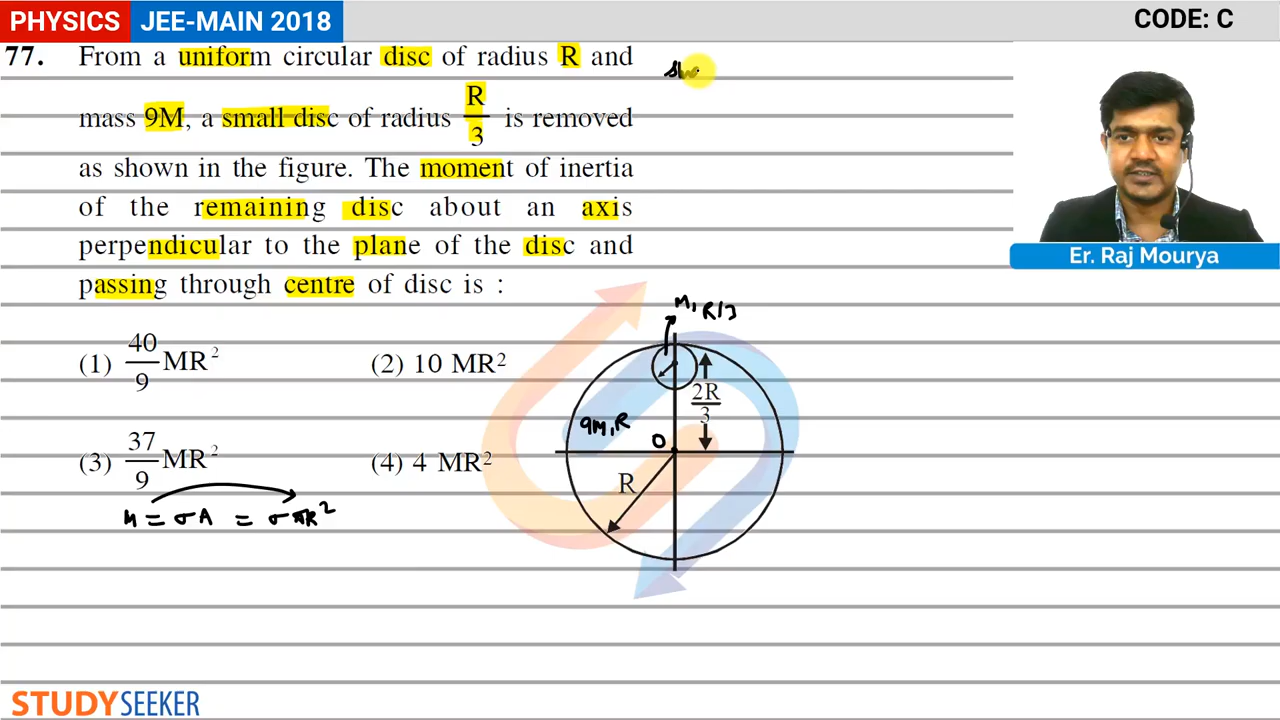 PHYSICS JEE-MAIN 2018 CODE: C
77. From a uniform circular disc of radius R and
mass 9M, a small disc of radius R/3 is removed
as shown in the figure. The moment of inertia
of the remaining disc about an axis
perpendicular to the plane of the disc and
passing through centre of disc is :
(1) 40/9 MR² (2) 10 MR²
(3) 37/9 MR² (4) 4 MR²
M = σA = σπR²
M, R/3
2R/3
9M, R
O
R
Er. Raj Mourya
STUDYSEEKER